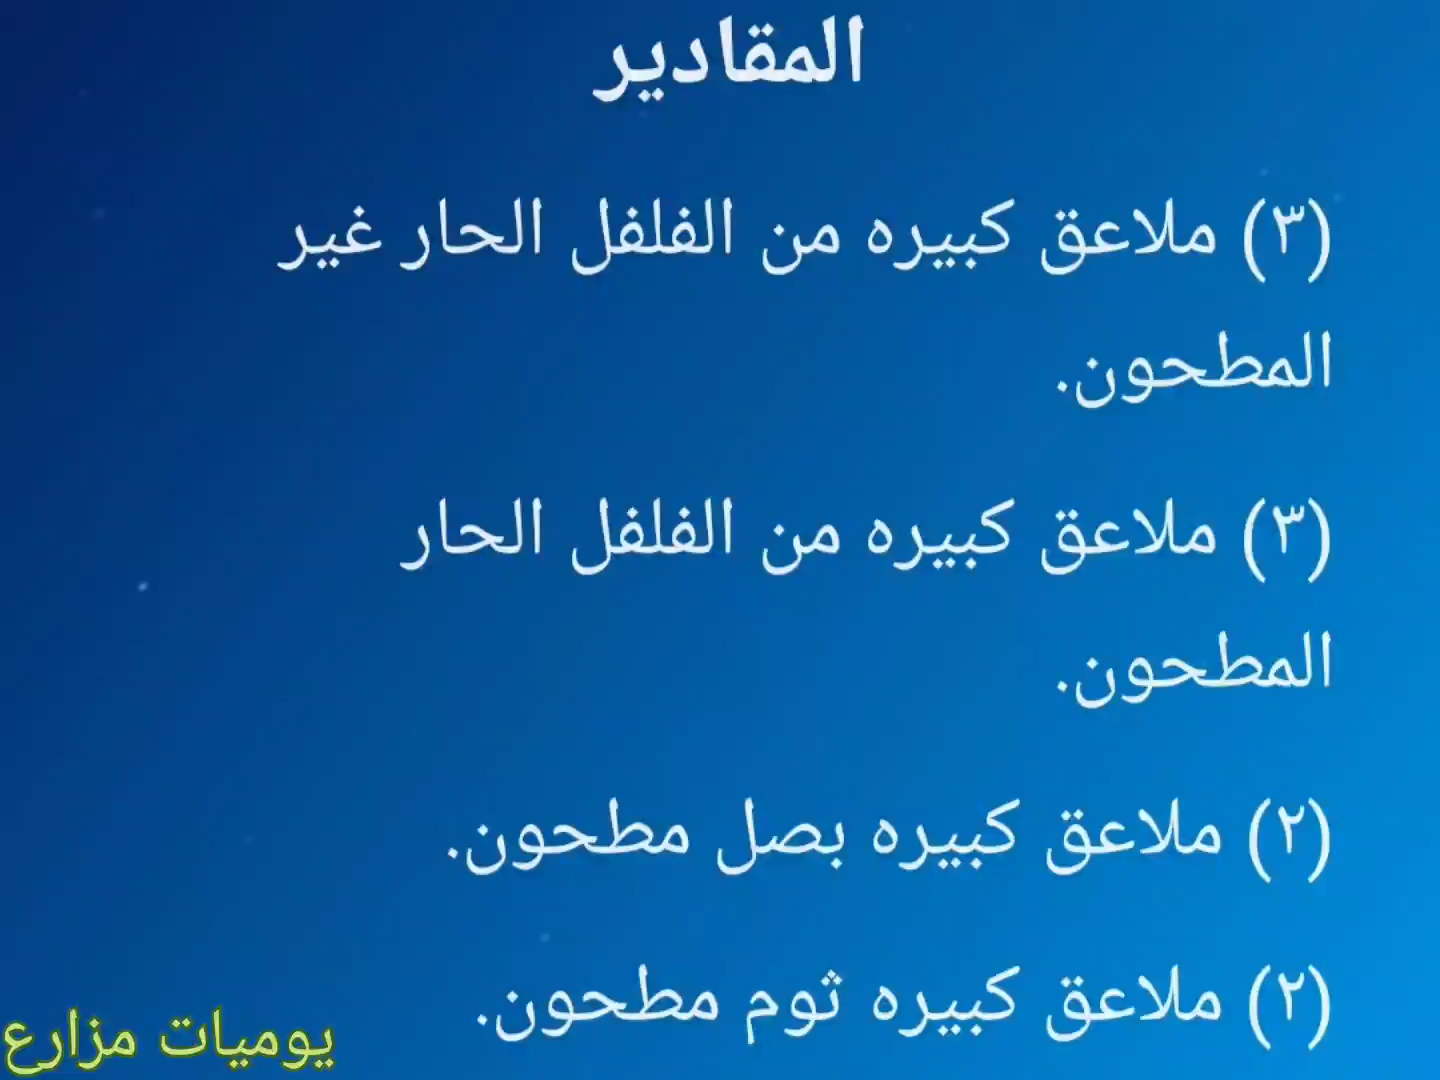 المقادير
(٣) ملاعق كبيره من الفلفل الحار غير
المطحون.
(٣) ملاعق كبيره من الفلفل الحار
المطحون.
(٢) ملاعق كبيره بصل مطحون.
(٢) ملاعق كبيره ثوم مطحون.
يوميات مزارع